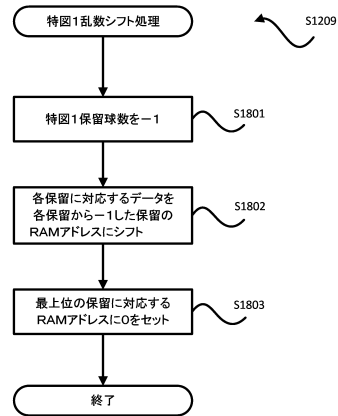 特図１乱数シフト処理
S1209
特図１保留球数を－１
S1801
各保留に対応するデータを
各保留から－１した保留の
ＲＡＭアドレスにシフト
S1802
最上位の保留に対応する
ＲＡＭアドレスに０をセット
S1803
終了